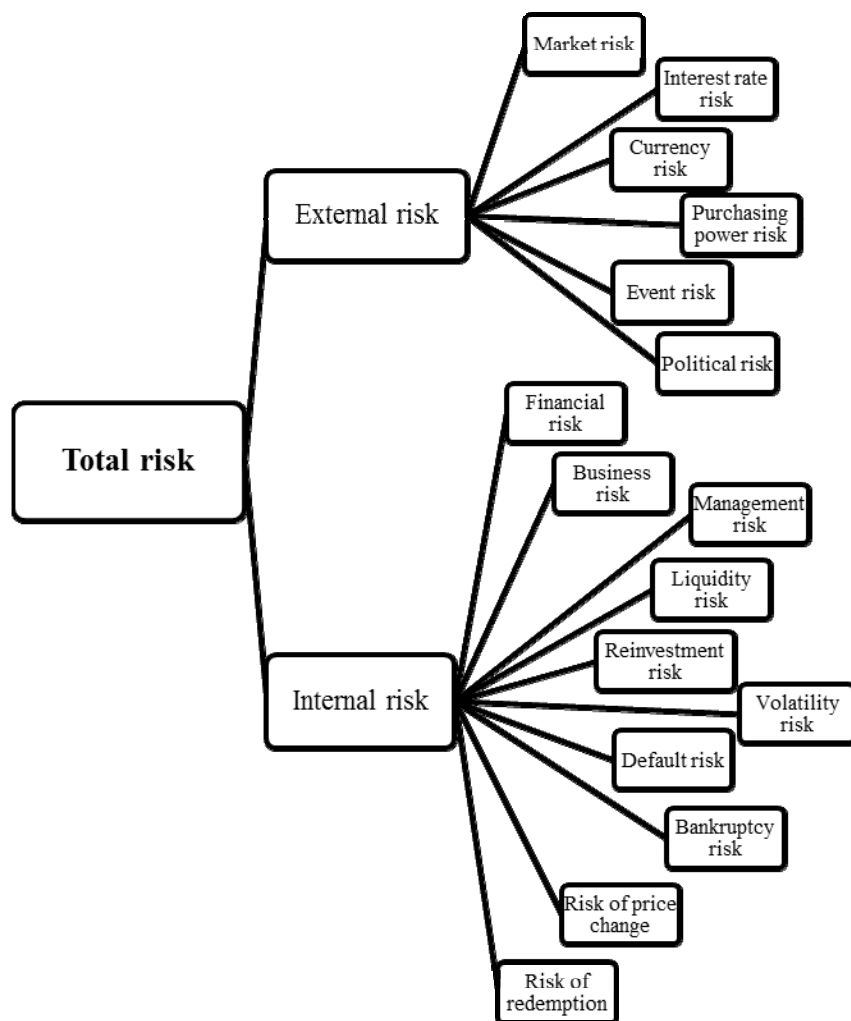 Market risk
Interest rate
risk
Currency
risk
External risk
Purchasing
power risk
Event risk
Political risk
Total risk
Financial
risk
Business
risk
Management
risk
Liquidity
risk
Reinvestment
risk
Internal risk
Volatility
risk
Default risk
Bankruptcy
risk
Risk of price
change
Risk of
redemption